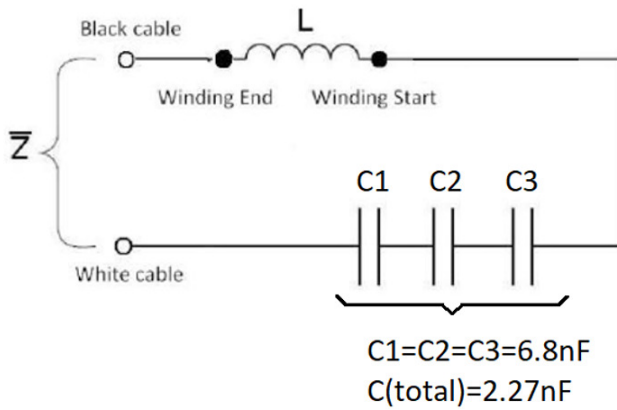 L
Black cable
Winding End Winding Start
Z̅
C1 C2 C3
White cable
C1=C2=C3=6.8nF
C(total)=2.27nF